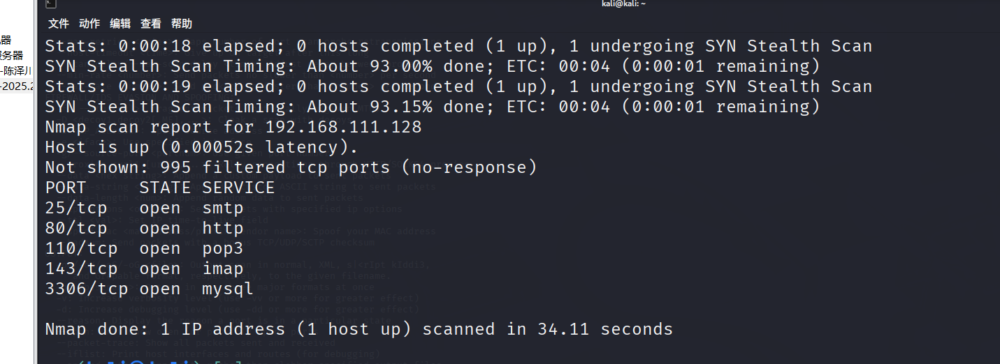 kali@kali: ~
文件 动作 编辑 查看 帮助
器
务器
-陈泽川
-2025.2
Stats: 0:00:18 elapsed; 0 hosts completed (1 up), 1 undergoing SYN Stealth Scan
SYN Stealth Scan Timing: About 93.00% done; ETC: 00:04 (0:00:01 remaining)
Stats: 0:00:19 elapsed; 0 hosts completed (1 up), 1 undergoing SYN Stealth Scan
SYN Stealth Scan Timing: About 93.15% done; ETC: 00:04 (0:00:01 remaining)
Nmap scan report for 192.168.111.128
Host is up (0.00052s latency).
Not shown: 995 filtered tcp ports (no-response)
PORT STATE SERVICE
25/tcp open smtp
80/tcp open http
110/tcp open pop3
143/tcp open imap
3306/tcp open mysql
Nmap done: 1 IP address (1 host up) scanned in 34.11 seconds